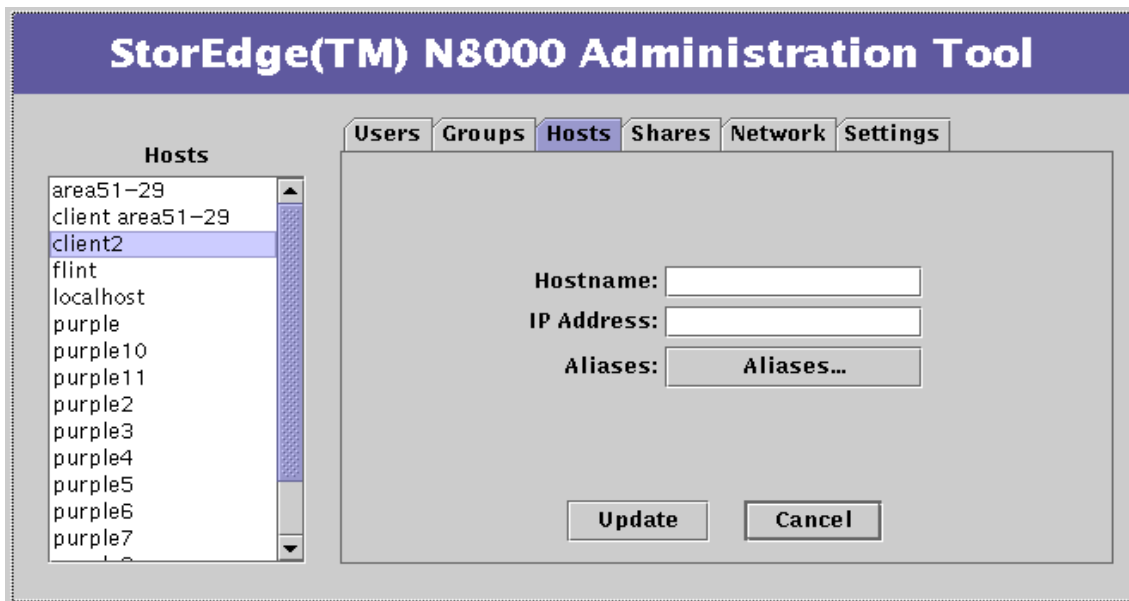 StorEdge(TM) N8000 Administration Tool
Users Groups Hosts Shares Network Settings
Hosts
area51-29
client area51-29
client2
flint
localhost
purple
purple10
purple11
purple2
purple3
purple4
purple5
purple6
purple7
Hostname:
IP Address:
Aliases: Aliases...
Update Cancel